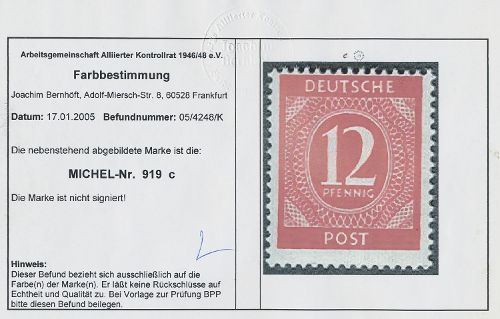 Arbeitsgemeinschaft Alliierter Kontrollrat 1946/48 e.V.
Farbbestimmung
Joachim Bernhöft, Adolf-Miersch-Str. 8, 60528 Frankfurt
Datum: 17.01.2005 Befundnummer: 05/4248/K
Die nebenstehend abgebildete Marke ist die:
MICHEL-Nr. 919 c
Die Marke ist nicht signiert!
Hinweis:
Dieser Befund bezieht sich ausschließlich auf die
Farbe(n) der Marke(n). Er läßt keine Rückschlüsse auf
Echtheit und Qualität zu. Bei Vorlage zur Prüfung BPP
bitte diesen Befund beilegen.
c
DEUTSCHE
12
PFENNIG
POST